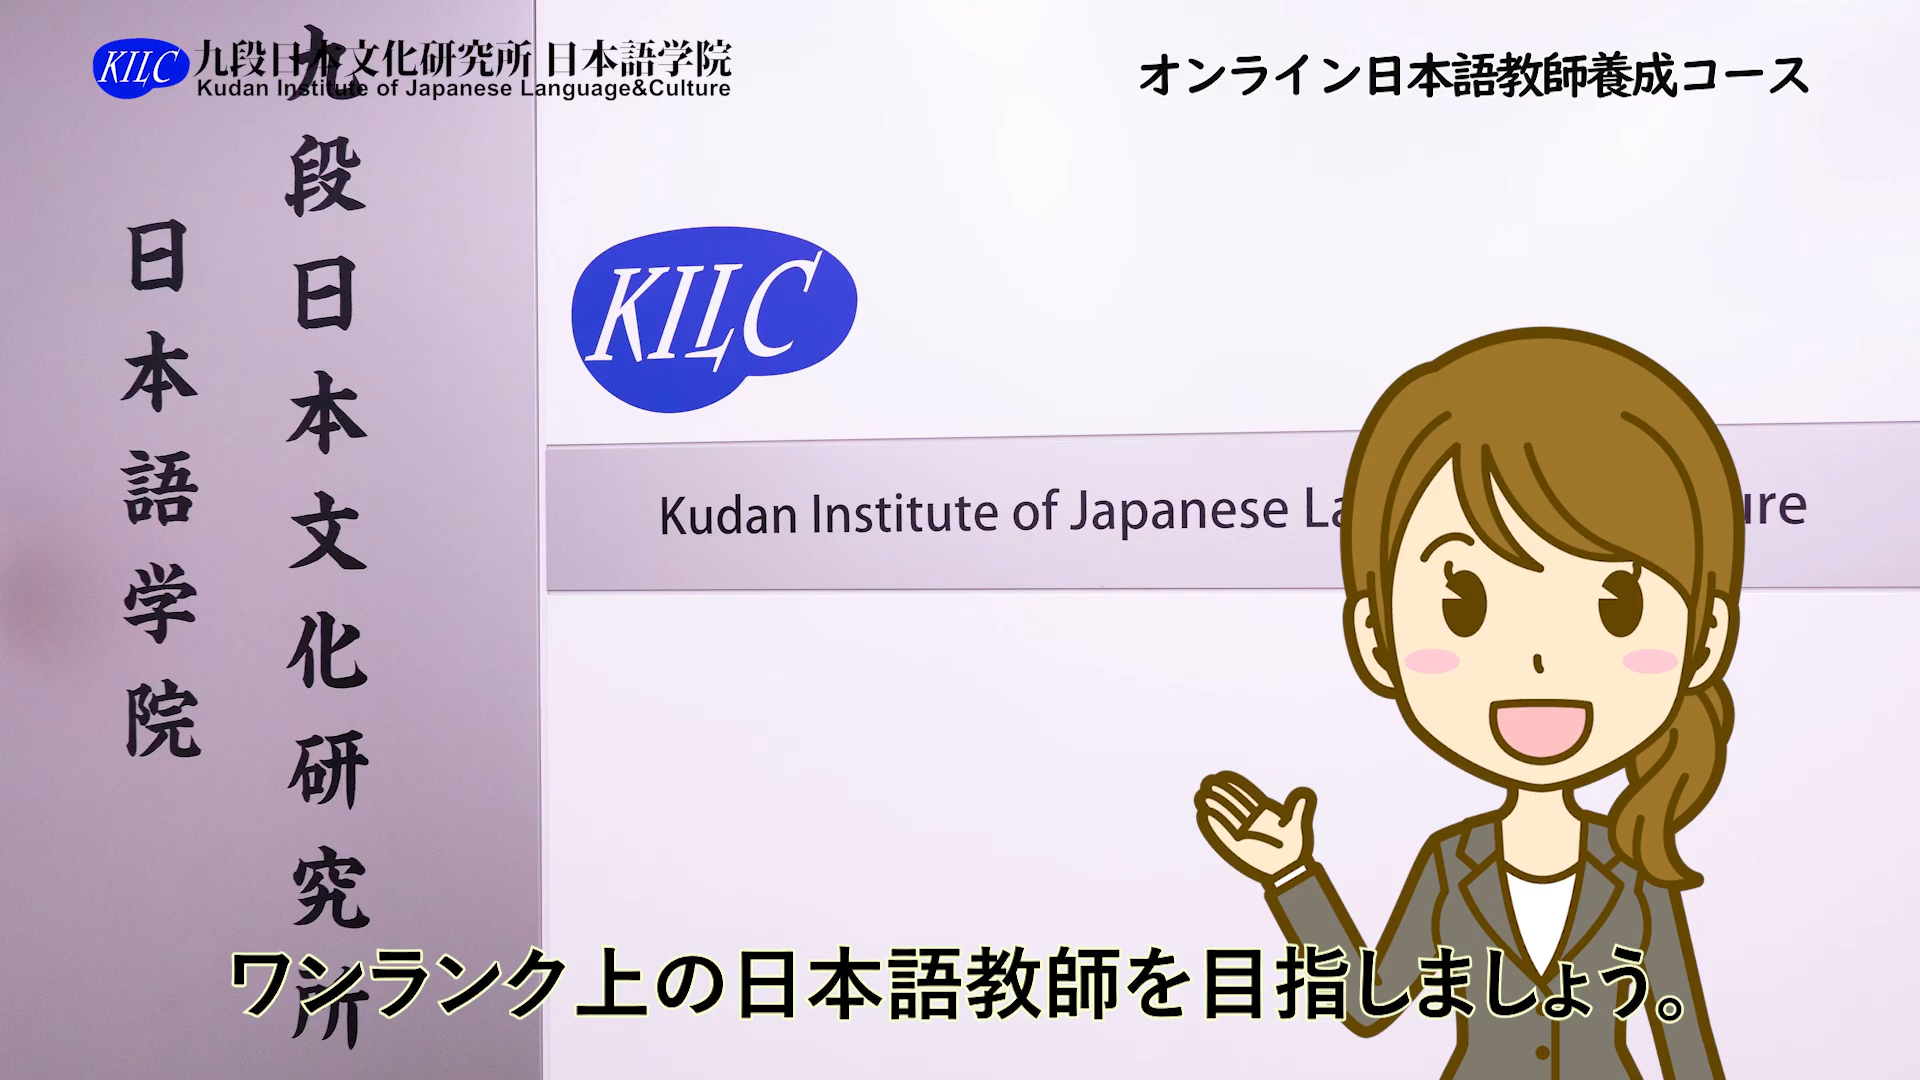 KILC 九段日本文化研究所 日本語学院
Kudan Institute of Japanese Language&Culture
オンライン日本語教師養成コース
九段日本文化研究所
日本語学院
KILC
Kudan Institute of Japanese La ure
ワンランク上の日本語教師を目指しましょう。